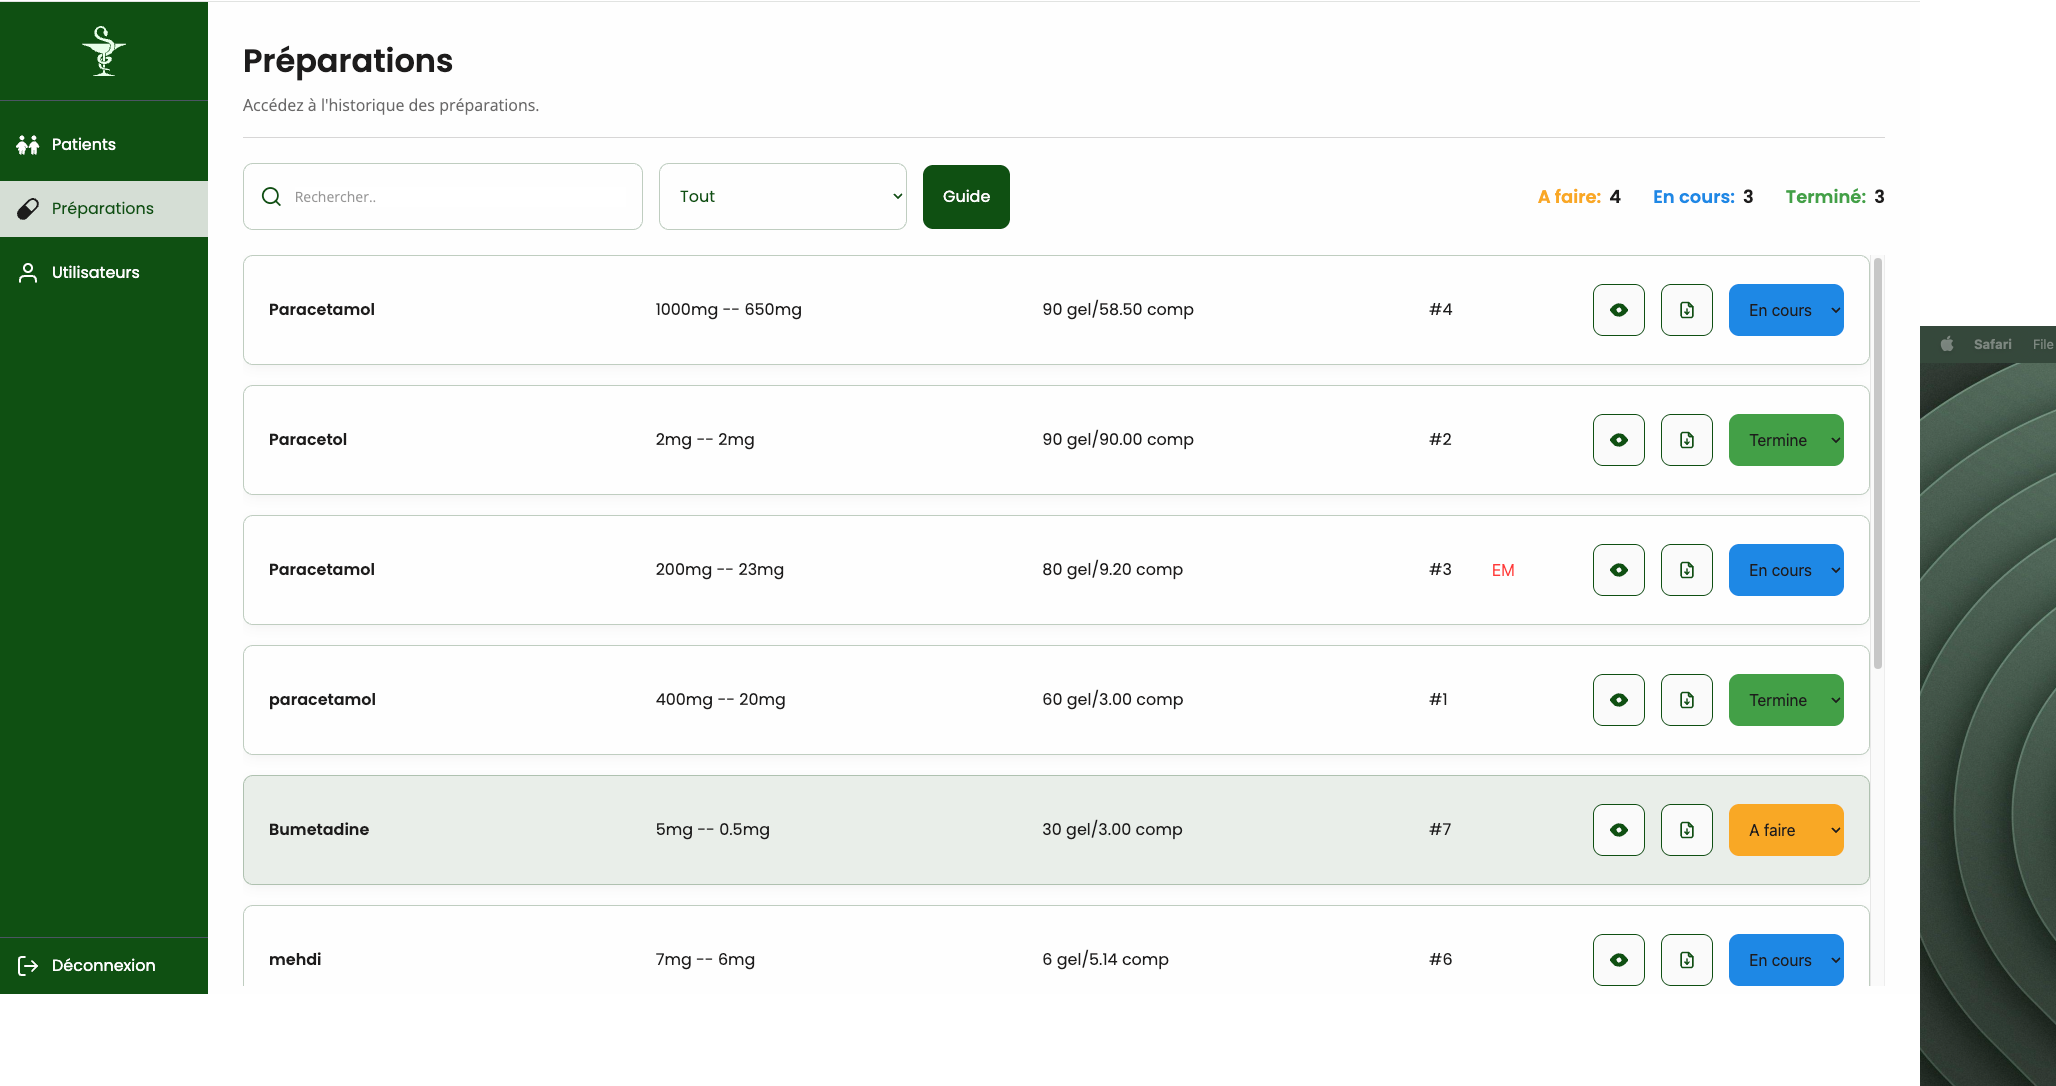 Préparations
Accédez à l'historique des préparations.
Patients
Préparations
Utilisateurs
Déconnexion
Rechercher..
Tout
Guide
A faire: 4 En cours: 3 Terminé: 3
Paracetamol 1000mg -- 650mg 90 gel/58.50 comp #4 En cours
Paracetol 2mg -- 2mg 90 gel/90.00 comp #2 Termine
Paracetamol 200mg -- 23mg 80 gel/9.20 comp #3 EM En cours
paracetamol 400mg -- 20mg 60 gel/3.00 comp #1 Termine
Bumetadine 5mg -- 0.5mg 30 gel/3.00 comp #7 A faire
mehdi 7mg -- 6mg 6 gel/5.14 comp #6 En cours
Safari File